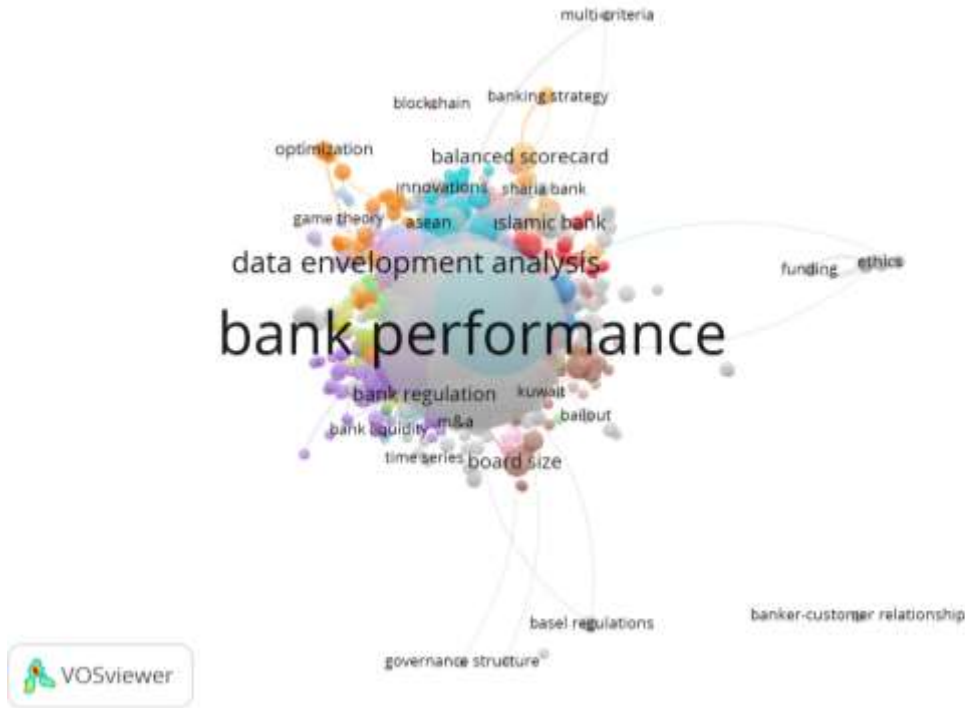 multi-criteria
blockchain
banking strategy
optimization
balanced scorecard
innovations
sharia bank
game theory
asean
islamic bank
data envelopment analysis
funding
ethics
bank performance
bank regulation
kuwait
bank liquidity
m&a
bailout
time series
board size
basel regulations
banker-customer relationship
governance structure
VOSviewer